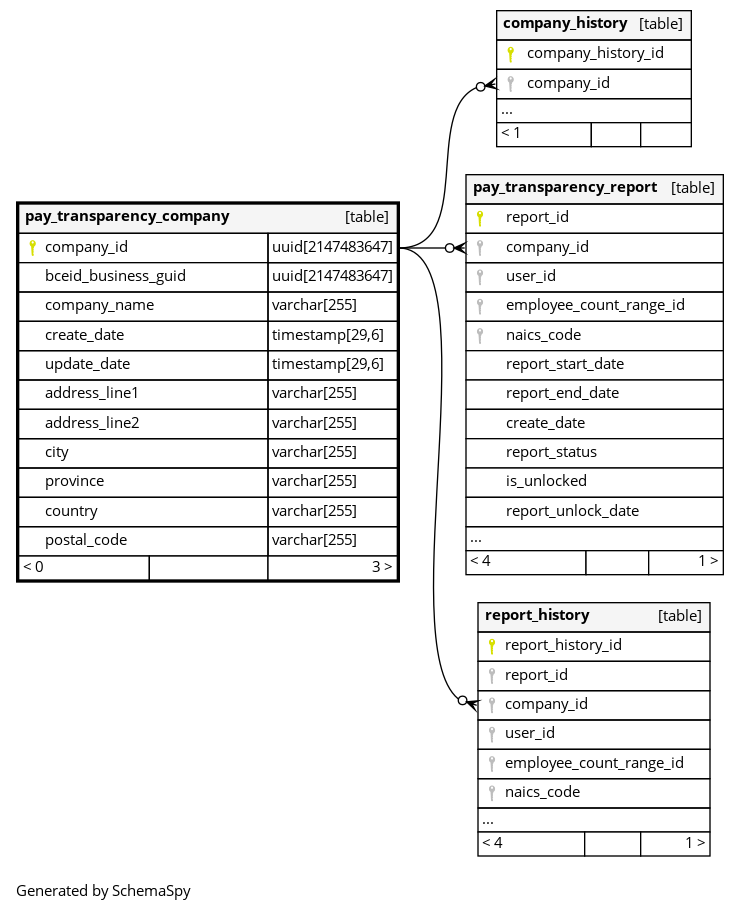 company_history [table]
company_history_id
company_id
...
< 1
pay_transparency_company [table]
company_id uuid[2147483647]
bceid_business_guid uuid[2147483647]
company_name varchar[255]
create_date timestamp[29,6]
update_date timestamp[29,6]
address_line1 varchar[255]
address_line2 varchar[255]
city varchar[255]
province varchar[255]
country varchar[255]
postal_code varchar[255]
< 0 3 >
pay_transparency_report [table]
report_id
company_id
user_id
employee_count_range_id
naics_code
report_start_date
report_end_date
create_date
report_status
is_unlocked
report_unlock_date
...
< 4 1 >
report_history [table]
report_history_id
report_id
company_id
user_id
employee_count_range_id
naics_code
...
< 4 1 >
Generated by SchemaSpy